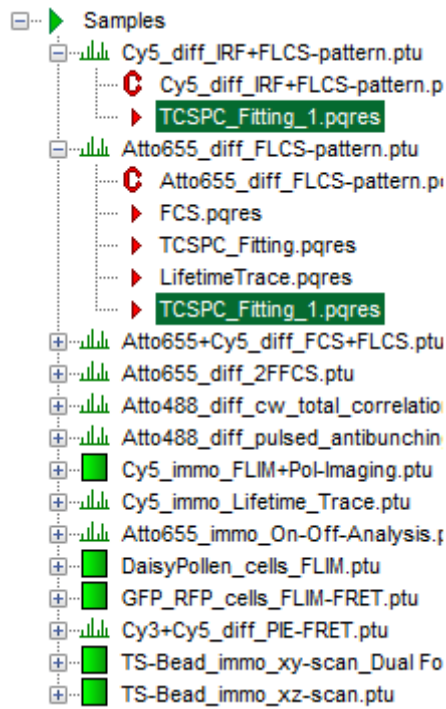 Samples
Cy5_diff_IRF+FLCS-pattern.ptu
Cy5_diff_IRF+FLCS-pattern.p
TCSPC_Fitting_1.pqres
Atto655_diff_FLCS-pattern.ptu
Atto655_diff_FLCS-pattern.p
FCS.pqres
TCSPC_Fitting.pqres
LifetimeTrace.pqres
TCSPC_Fitting_1.pqres
Atto655+Cy5_diff_FCS+FLCS.ptu
Atto655_diff_2FFCS.ptu
Atto488_diff_cw_total_correlatio
Atto488_diff_pulsed_antibunchin
Cy5_immo_FLIM+Pol-Imaging.ptu
Cy5_immo_Lifetime_Trace.ptu
Atto655_immo_On-Off-Analysis.p
DaisyPollen_cells_FLIM.ptu
GFP_RFP_cells_FLIM-FRET.ptu
Cy3+Cy5_diff_PIE-FRET.ptu
TS-Bead_immo_xy-scan_Dual Fo
TS-Bead_immo_xz-scan.ptu